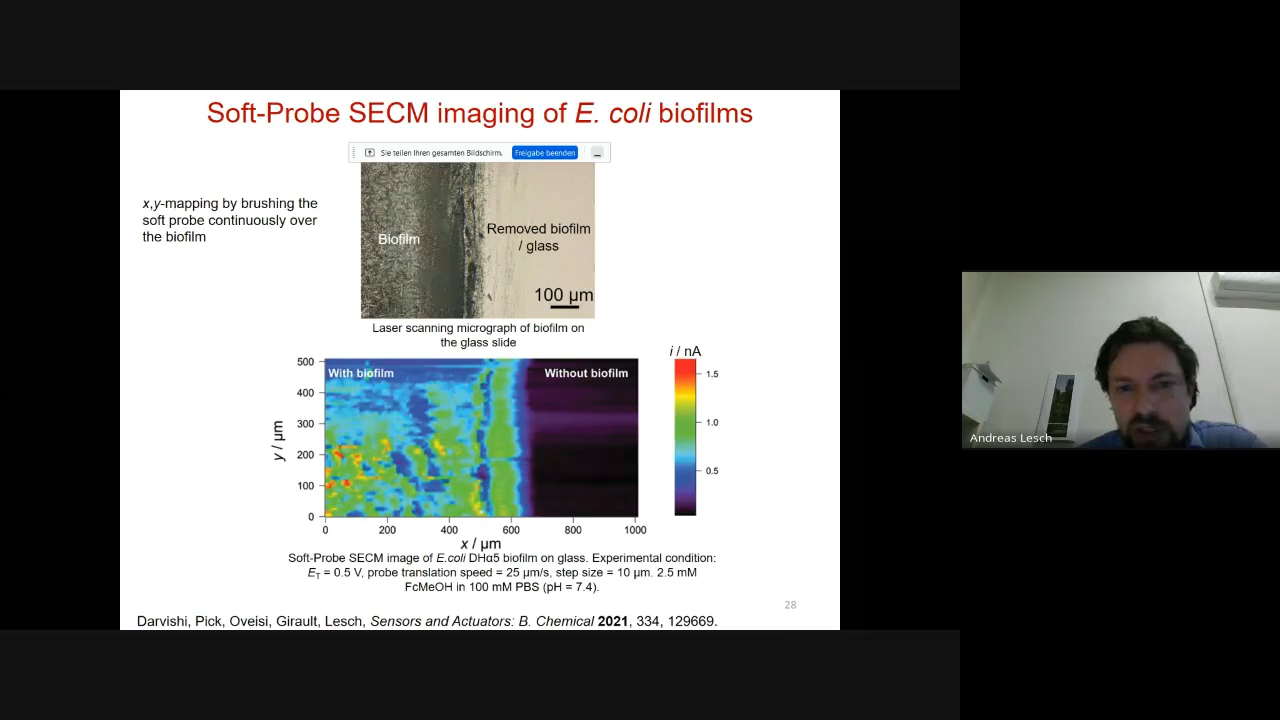 Soft-Probe SECM imaging of E. coli biofilms
Sie teilen Ihren gesamten Bildschirm.
Freigabe beenden
x,y-mapping by brushing the
soft probe continuously over
the biofilm
Biofilm
Removed biofilm
/ glass
100 µm
Laser scanning micrograph of biofilm on
the glass slide
i / nA
1.5
1.0
0.5
With biofilm
Without biofilm
y / µm
500
400
300
200
100
0
0 200 400 600 800 1000
x / µm
Soft-Probe SECM image of E.coli DHα5 biofilm on glass. Experimental condition:
ET = 0.5 V, probe translation speed = 25 µm/s, step size = 10 µm. 2.5 mM
FcMeOH in 100 mM PBS (pH = 7.4).
28
Darvishi, Pick, Oveisi, Girault, Lesch, Sensors and Actuators: B. Chemical 2021, 334, 129669.
Andreas Lesch